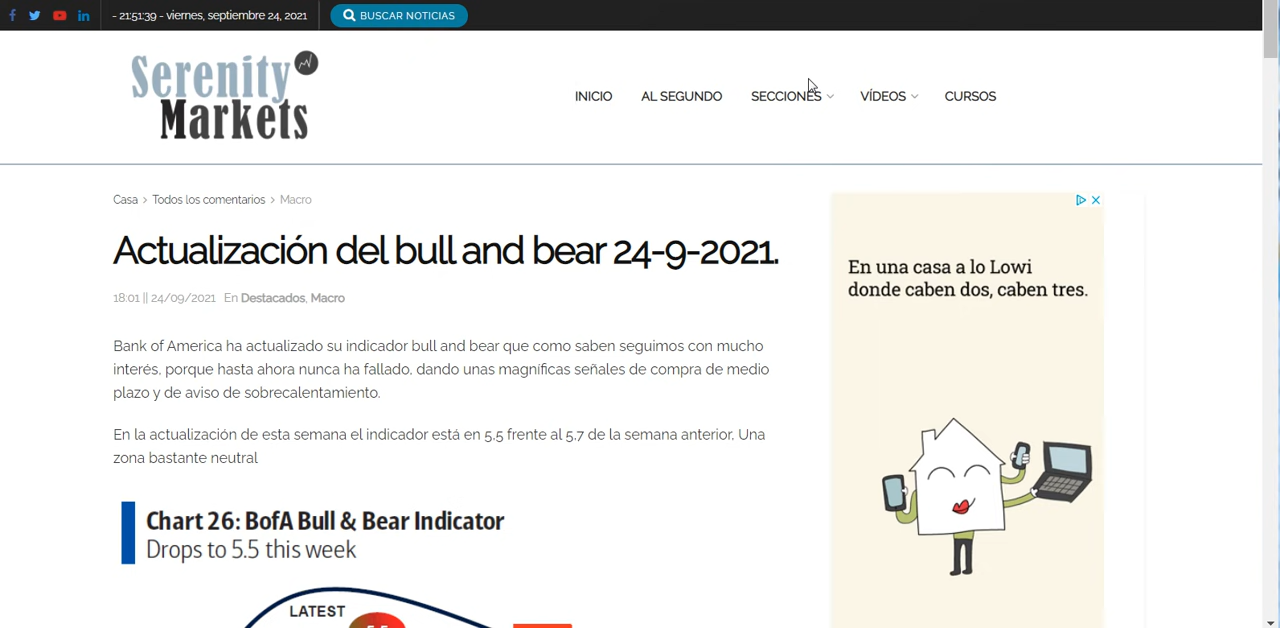 - 21:51:39 - viernes, septiembre 24, 2021
BUSCAR NOTICIAS
Serenity
Markets
INICIO
AL SEGUNDO
SECCIONES
VÍDEOS
CURSOS
Casa > Todos los comentarios > Macro
Actualización del bull and bear 24-9-2021.
18:01 || 24/09/2021 En Destacados, Macro
Bank of America ha actualizado su indicador bull and bear que como saben seguimos con mucho
interés, porque hasta ahora nunca ha fallado, dando unas magníficas señales de compra de medio
plazo y de aviso de sobrecalentamiento.
En la actualización de esta semana el indicador está en 5,5 frente al 5,7 de la semana anterior. Una
zona bastante neutral
Chart 26: BofA Bull & Bear Indicator
Drops to 5.5 this week
LATEST
En una casa a lo Lowi
donde caben dos, caben tres.